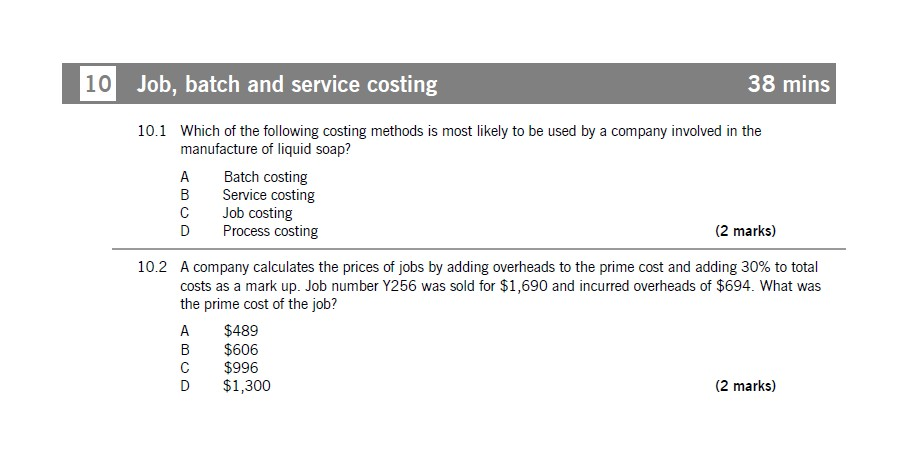 10 Job, batch and service costing 38 mins
10.1 Which of the following costing methods is most likely to be used by a company involved in the
manufacture of liquid soap?
A Batch costing
B Service costing
C Job costing
D Process costing (2 marks)
10.2 A company calculates the prices of jobs by adding overheads to the prime cost and adding 30% to total
costs as a mark up. Job number Y256 was sold for $1,690 and incurred overheads of $694. What was
the prime cost of the job?
A $489
B $606
C $996
D $1,300 (2 marks)